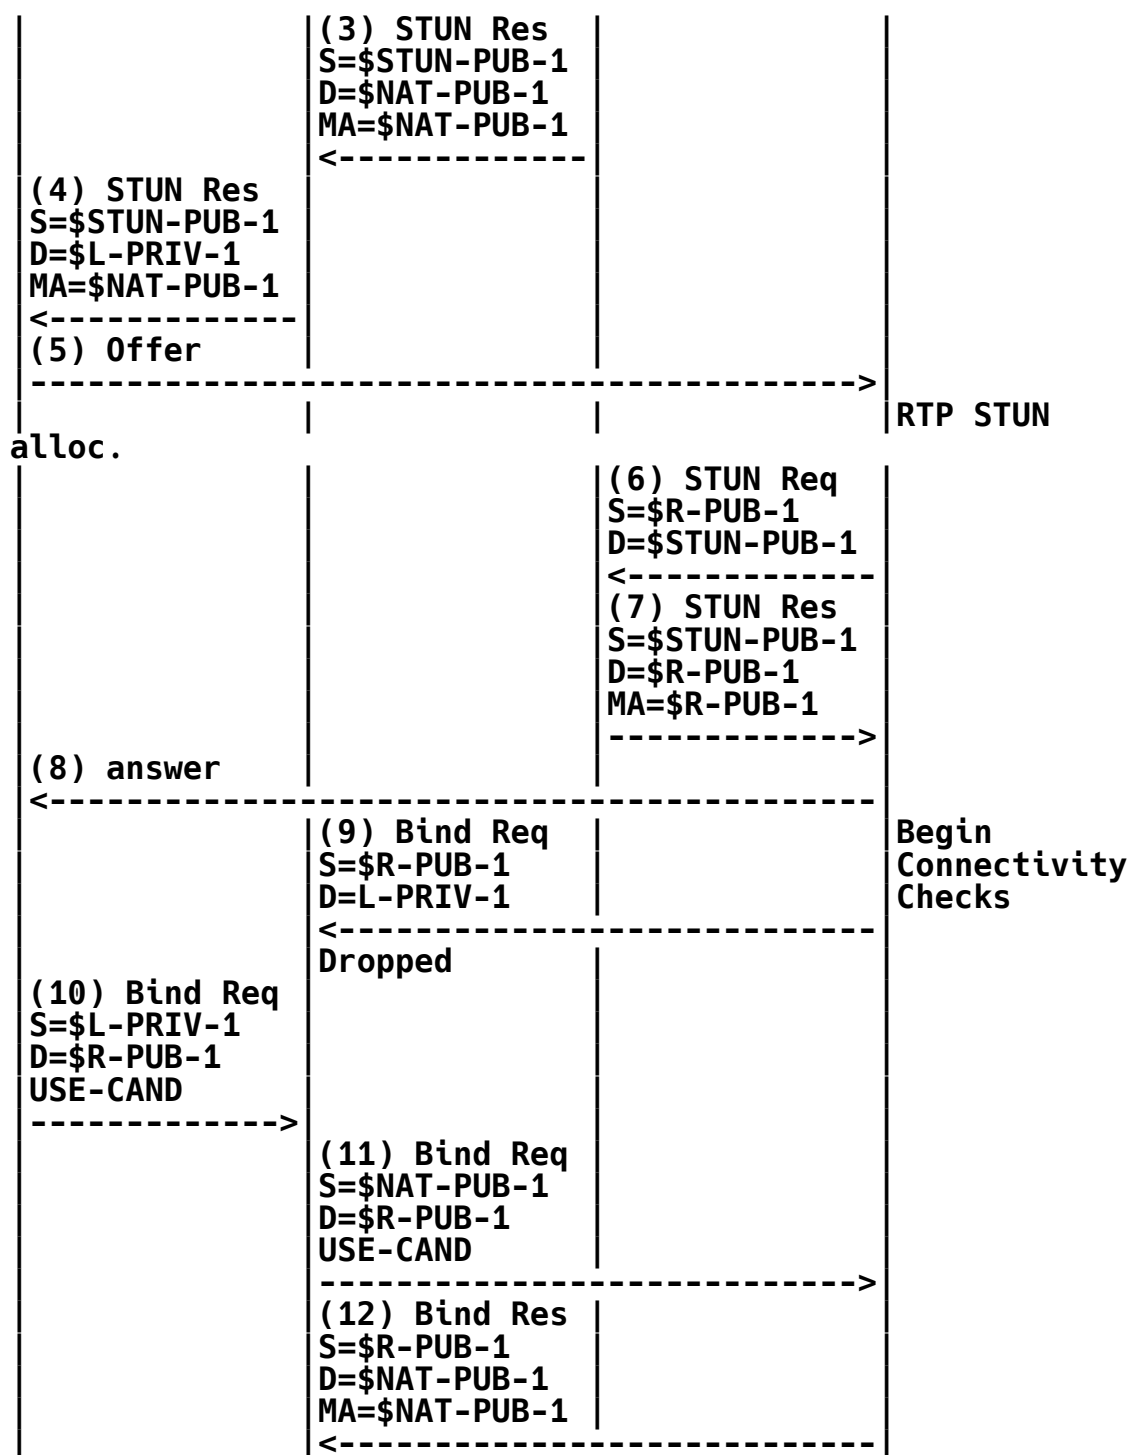 |                             |(3) STUN Res                 |                             |
|                             |S=$STUN-PUB-1 |                             |
|                             |D=$NAT-PUB-1  |                             |
|                             |MA=$NAT-PUB-1 |                             |
|                             |<-------------|                             |
|(4) STUN Res  |              |              |
|S=$STUN-PUB-1 |              |              |
|D=$L-PRIV-1   |              |              |
|MA=$NAT-PUB-1 |              |              |
|<-------------|              |              |
|(5) Offer     |              |              |
|------------------------------------------->|
|              |              |              |RTP STUN
alloc.
|              |              |(6) STUN Req  |
|              |              |S=$R-PUB-1    |
|              |              |D=$STUN-PUB-1 |
|              |              |<-------------|
|              |              |(7) STUN Res  |
|              |              |S=$STUN-PUB-1 |
|              |              |D=$R-PUB-1    |
|              |              |MA=$R-PUB-1   |
|              |              |------------->|
|(8) answer    |              |              |
|<-------------------------------------------|
|              |(9) Bind Req  |              |Begin
|              |S=$R-PUB-1    |              |Connectivity
|              |D=L-PRIV-1    |              |Checks
|              |<----------------------------|
|              |Dropped       |              |
|(10) Bind Req |              |              |
|S=$L-PRIV-1   |              |              |
|D=$R-PUB-1    |              |              |
|USE-CAND      |              |              |
|------------->|              |              |
|              |(11) Bind Req |              |
|              |S=$NAT-PUB-1  |              |
|              |D=$R-PUB-1    |              |
|              |USE-CAND      |              |
|              |---------------------------->|
|              |(12) Bind Res |              |
|              |S=$R-PUB-1    |              |
|              |D=$NAT-PUB-1  |              |
|              |MA=$NAT-PUB-1 |              |
|              |<----------------------------|